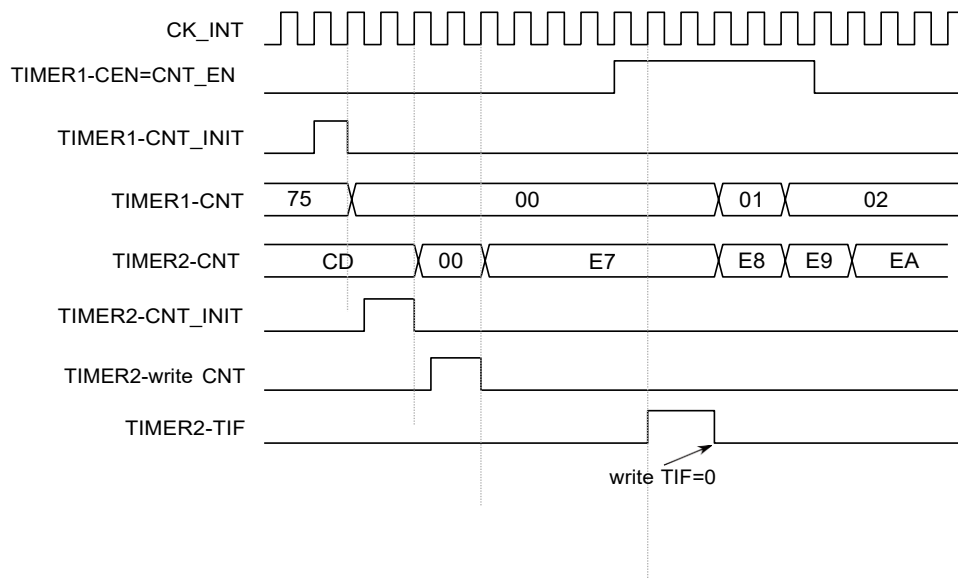 CK_INT
TIMER1-CEN=CNT_EN
TIMER1-CNT_INIT
TIMER1-CNT 75 00 01 02
TIMER2-CNT CD 00 E7 E8 E9 EA
TIMER2-CNT_INIT
TIMER2-write CNT
TIMER2-TIF
write TIF=0